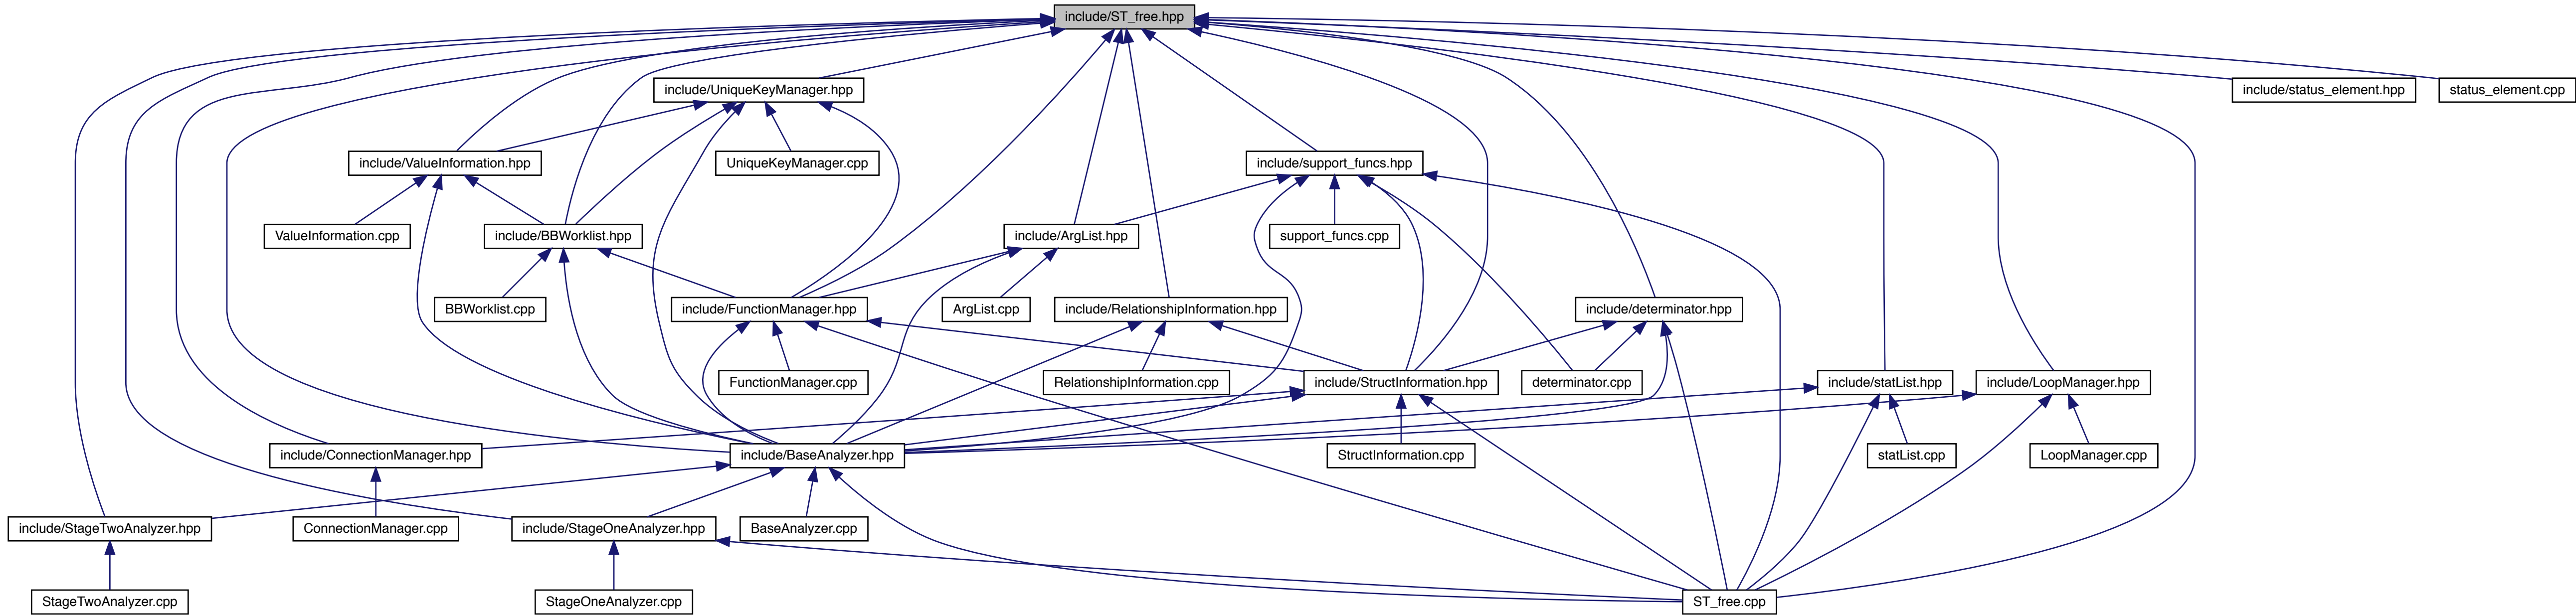 include/ST_free.hpp
include/UniqueKeyManager.hpp
include/status_element.hpp
status_element.cpp
include/ValueInformation.hpp
UniqueKeyManager.cpp
include/support_funcs.hpp
ValueInformation.cpp
include/BBWorklist.hpp
include/ArgList.hpp
support_funcs.cpp
BBWorklist.cpp
include/FunctionManager.hpp
ArgList.cpp
include/RelationshipInformation.hpp
include/determinator.hpp
FunctionManager.cpp
RelationshipInformation.cpp
include/StructInformation.hpp
determinator.cpp
include/statList.hpp
include/LoopManager.hpp
include/ConnectionManager.hpp
include/BaseAnalyzer.hpp
StructInformation.cpp
statList.cpp
LoopManager.cpp
include/StageTwoAnalyzer.hpp
ConnectionManager.cpp
include/StageOneAnalyzer.hpp
BaseAnalyzer.cpp
StageTwoAnalyzer.cpp
StageOneAnalyzer.cpp
ST_free.cpp